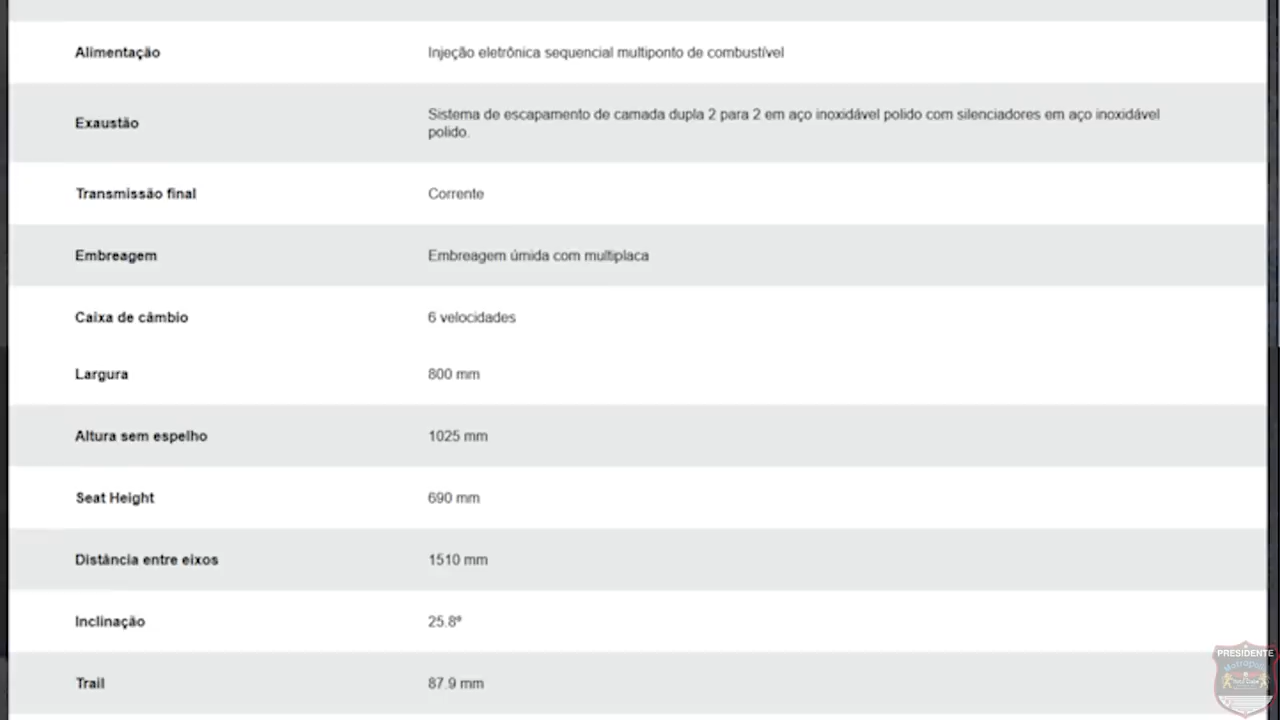 Alimentação
Injeção eletrônica sequencial multiponto de combustível
Exaustão
Sistema de escapamento de camada dupla 2 para 2 em aço inoxidável polido com silenciadores em aço inoxidável
polido.
Transmissão final
Corrente
Embreagem
Embreagem úmida com multiplaca
Caixa de câmbio
6 velocidades
Largura
800 mm
Altura sem espelho
1025 mm
Seat Height
690 mm
Distância entre eixos
1510 mm
Inclinação
25.8º
Trail
87.9 mm
PRESIDENTE